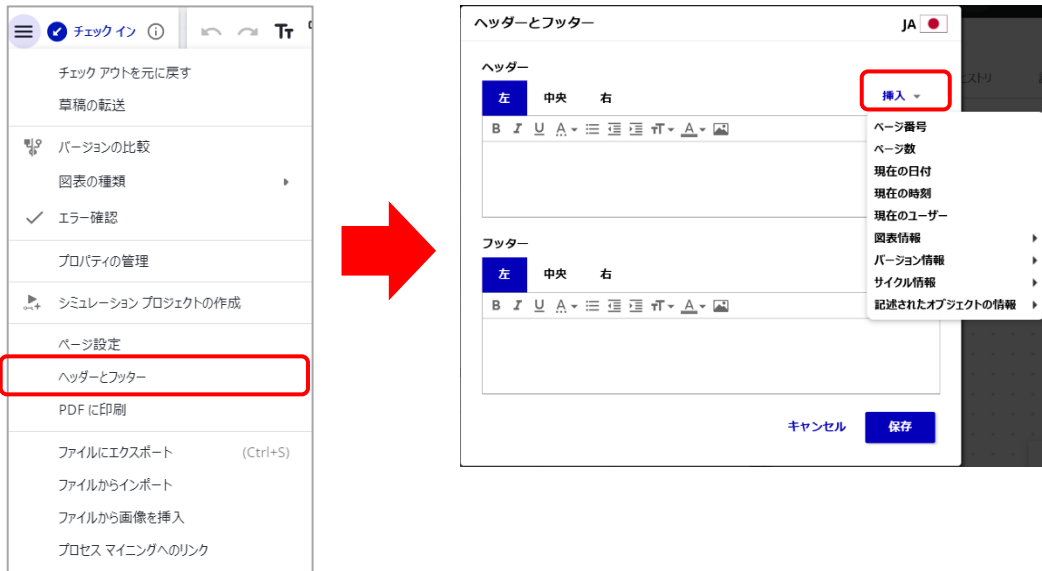 チェック イン
Tт
チェック アウトを元に戻す
草稿の転送
バージョンの比較
図表の種類
エラー確認
プロパティの管理
シミュレーション プロジェクトの作成
ページ設定
ヘッダーとフッター
PDF に印刷
ファイルにエクスポート (Ctrl+S)
ファイルからインポート
ファイルから画像を挿入
プロセス マイニングへのリンク
ヘッダーとフッター JA
ヘッダー
左 中央 右 挿入
B I U A тT A
ページ番号
ページ数
現在の日付
現在の時刻
現在のユーザー
図表情報
バージョン情報
サイクル情報
記述されたオブジェクトの情報
フッター
左 中央 右
B I U A тT A
キャンセル 保存